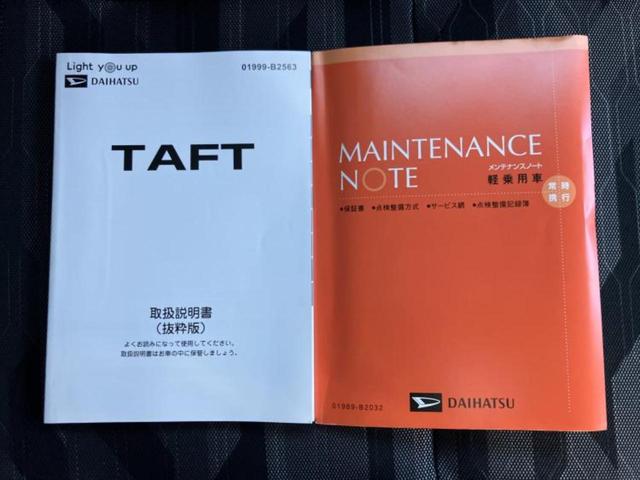 Light you up
DAIHATSU
01999-B2563
TAFT
取扱説明書
(抜粋版)
よくお読みになって使用してください。
取扱説明書はお車の中に保管しましょう。
MAINTENANCE
NOTE
メンテナンスノート
軽乗用車
常時
携行
●保証書 ●点検整備方式 ●サービス網 ●点検整備記録簿
01989-B2032
DAIHATSU